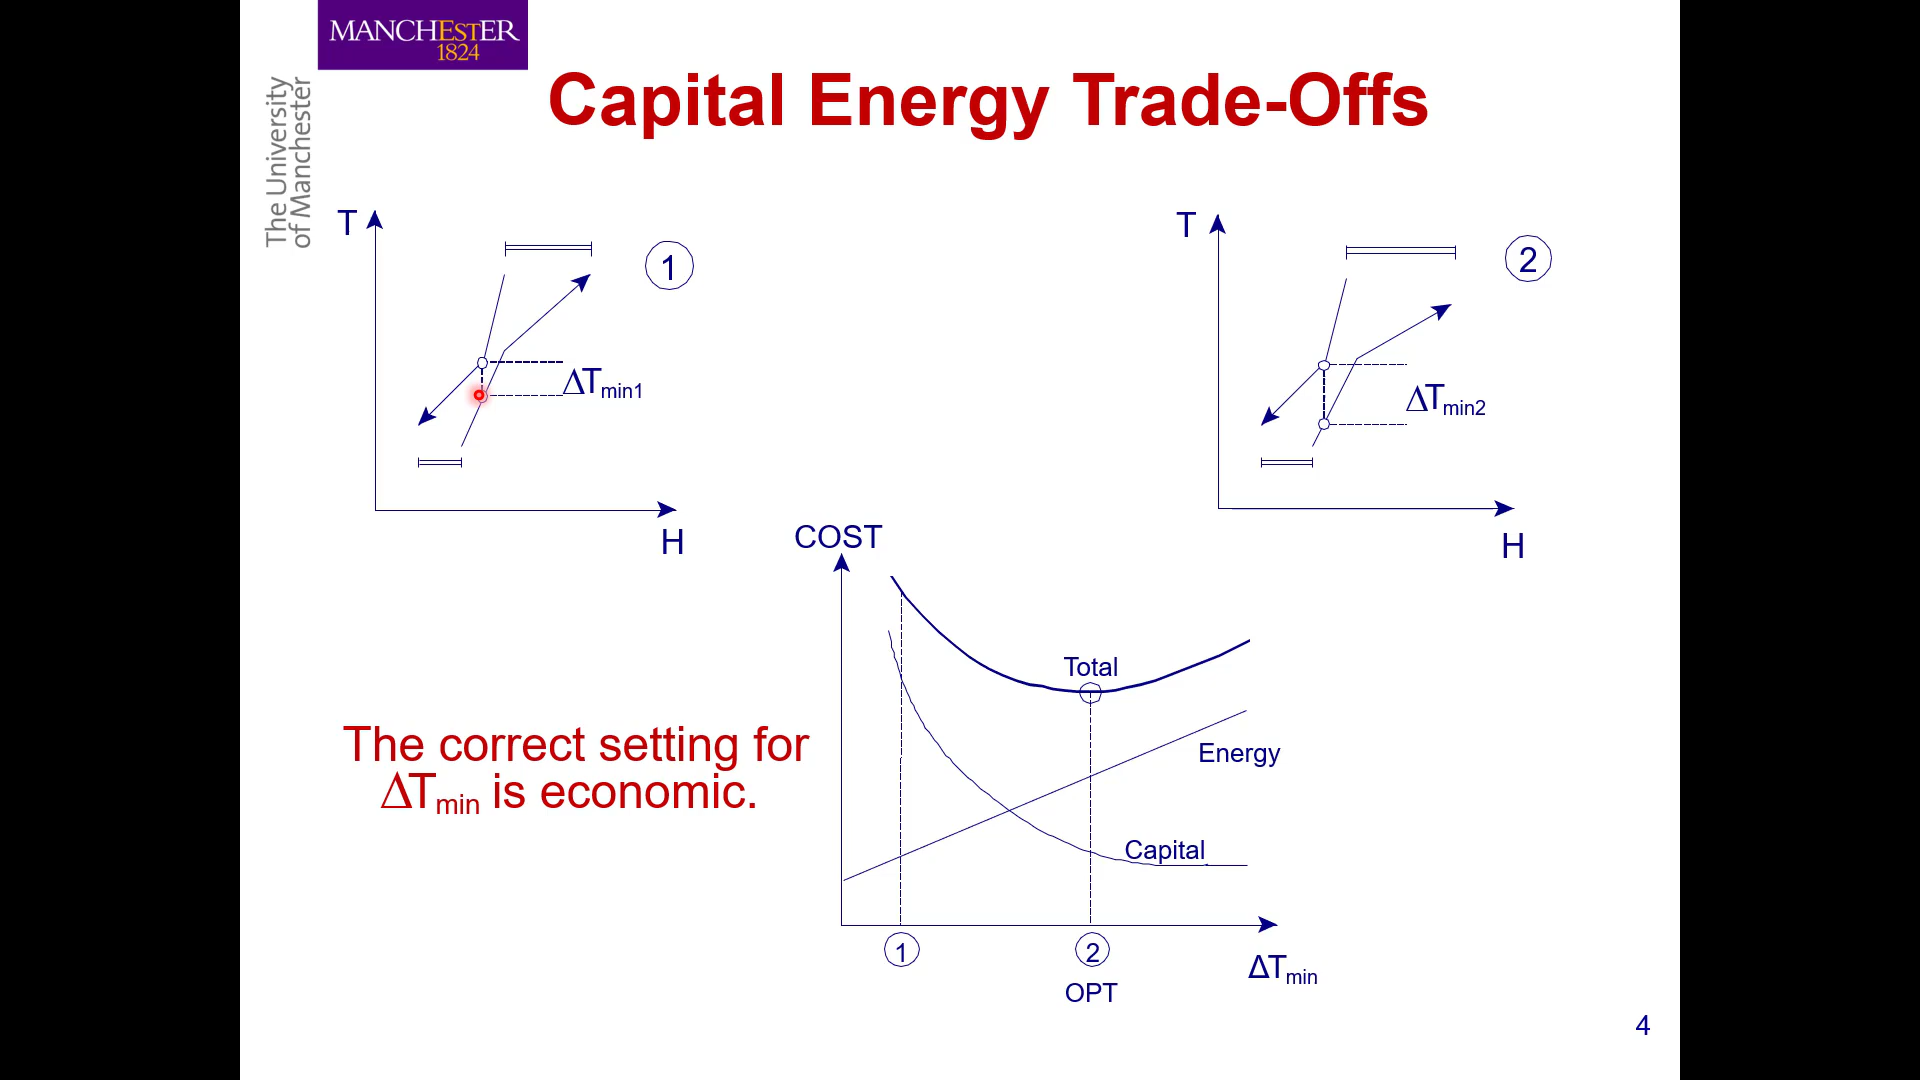 MANCHESTER
1824
The University
of Manchester
Capital Energy Trade-Offs
T
1
ΔTmin1
H
T
2
ΔTmin2
H
COST
Total
Energy
Capital
1
2
OPT
ΔTmin
The correct setting for
ΔTmin is economic.
4